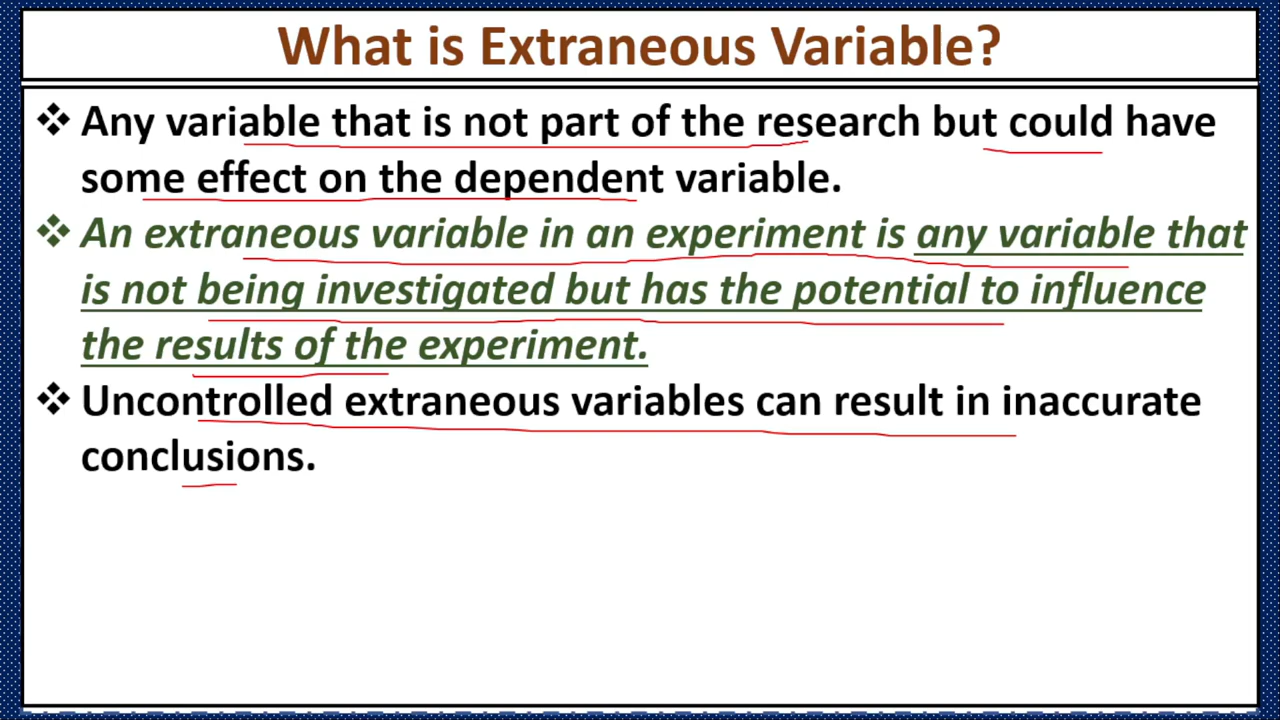 What is Extraneous Variable?
❖ Any variable that is not part of the research but could have
some effect on the dependent variable.
❖ An extraneous variable in an experiment is any variable that
is not being investigated but has the potential to influence
the results of the experiment.
❖ Uncontrolled extraneous variables can result in inaccurate
conclusions.